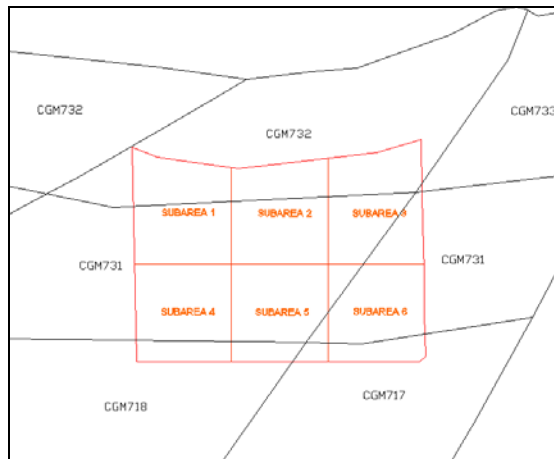 CGM732
CGM732
CGM733
SUBAREA 1
SUBAREA 2
SUBAREA 3
CGM731
CGM731
SUBAREA 4
SUBAREA 5
SUBAREA 6
CGM718
CGM717